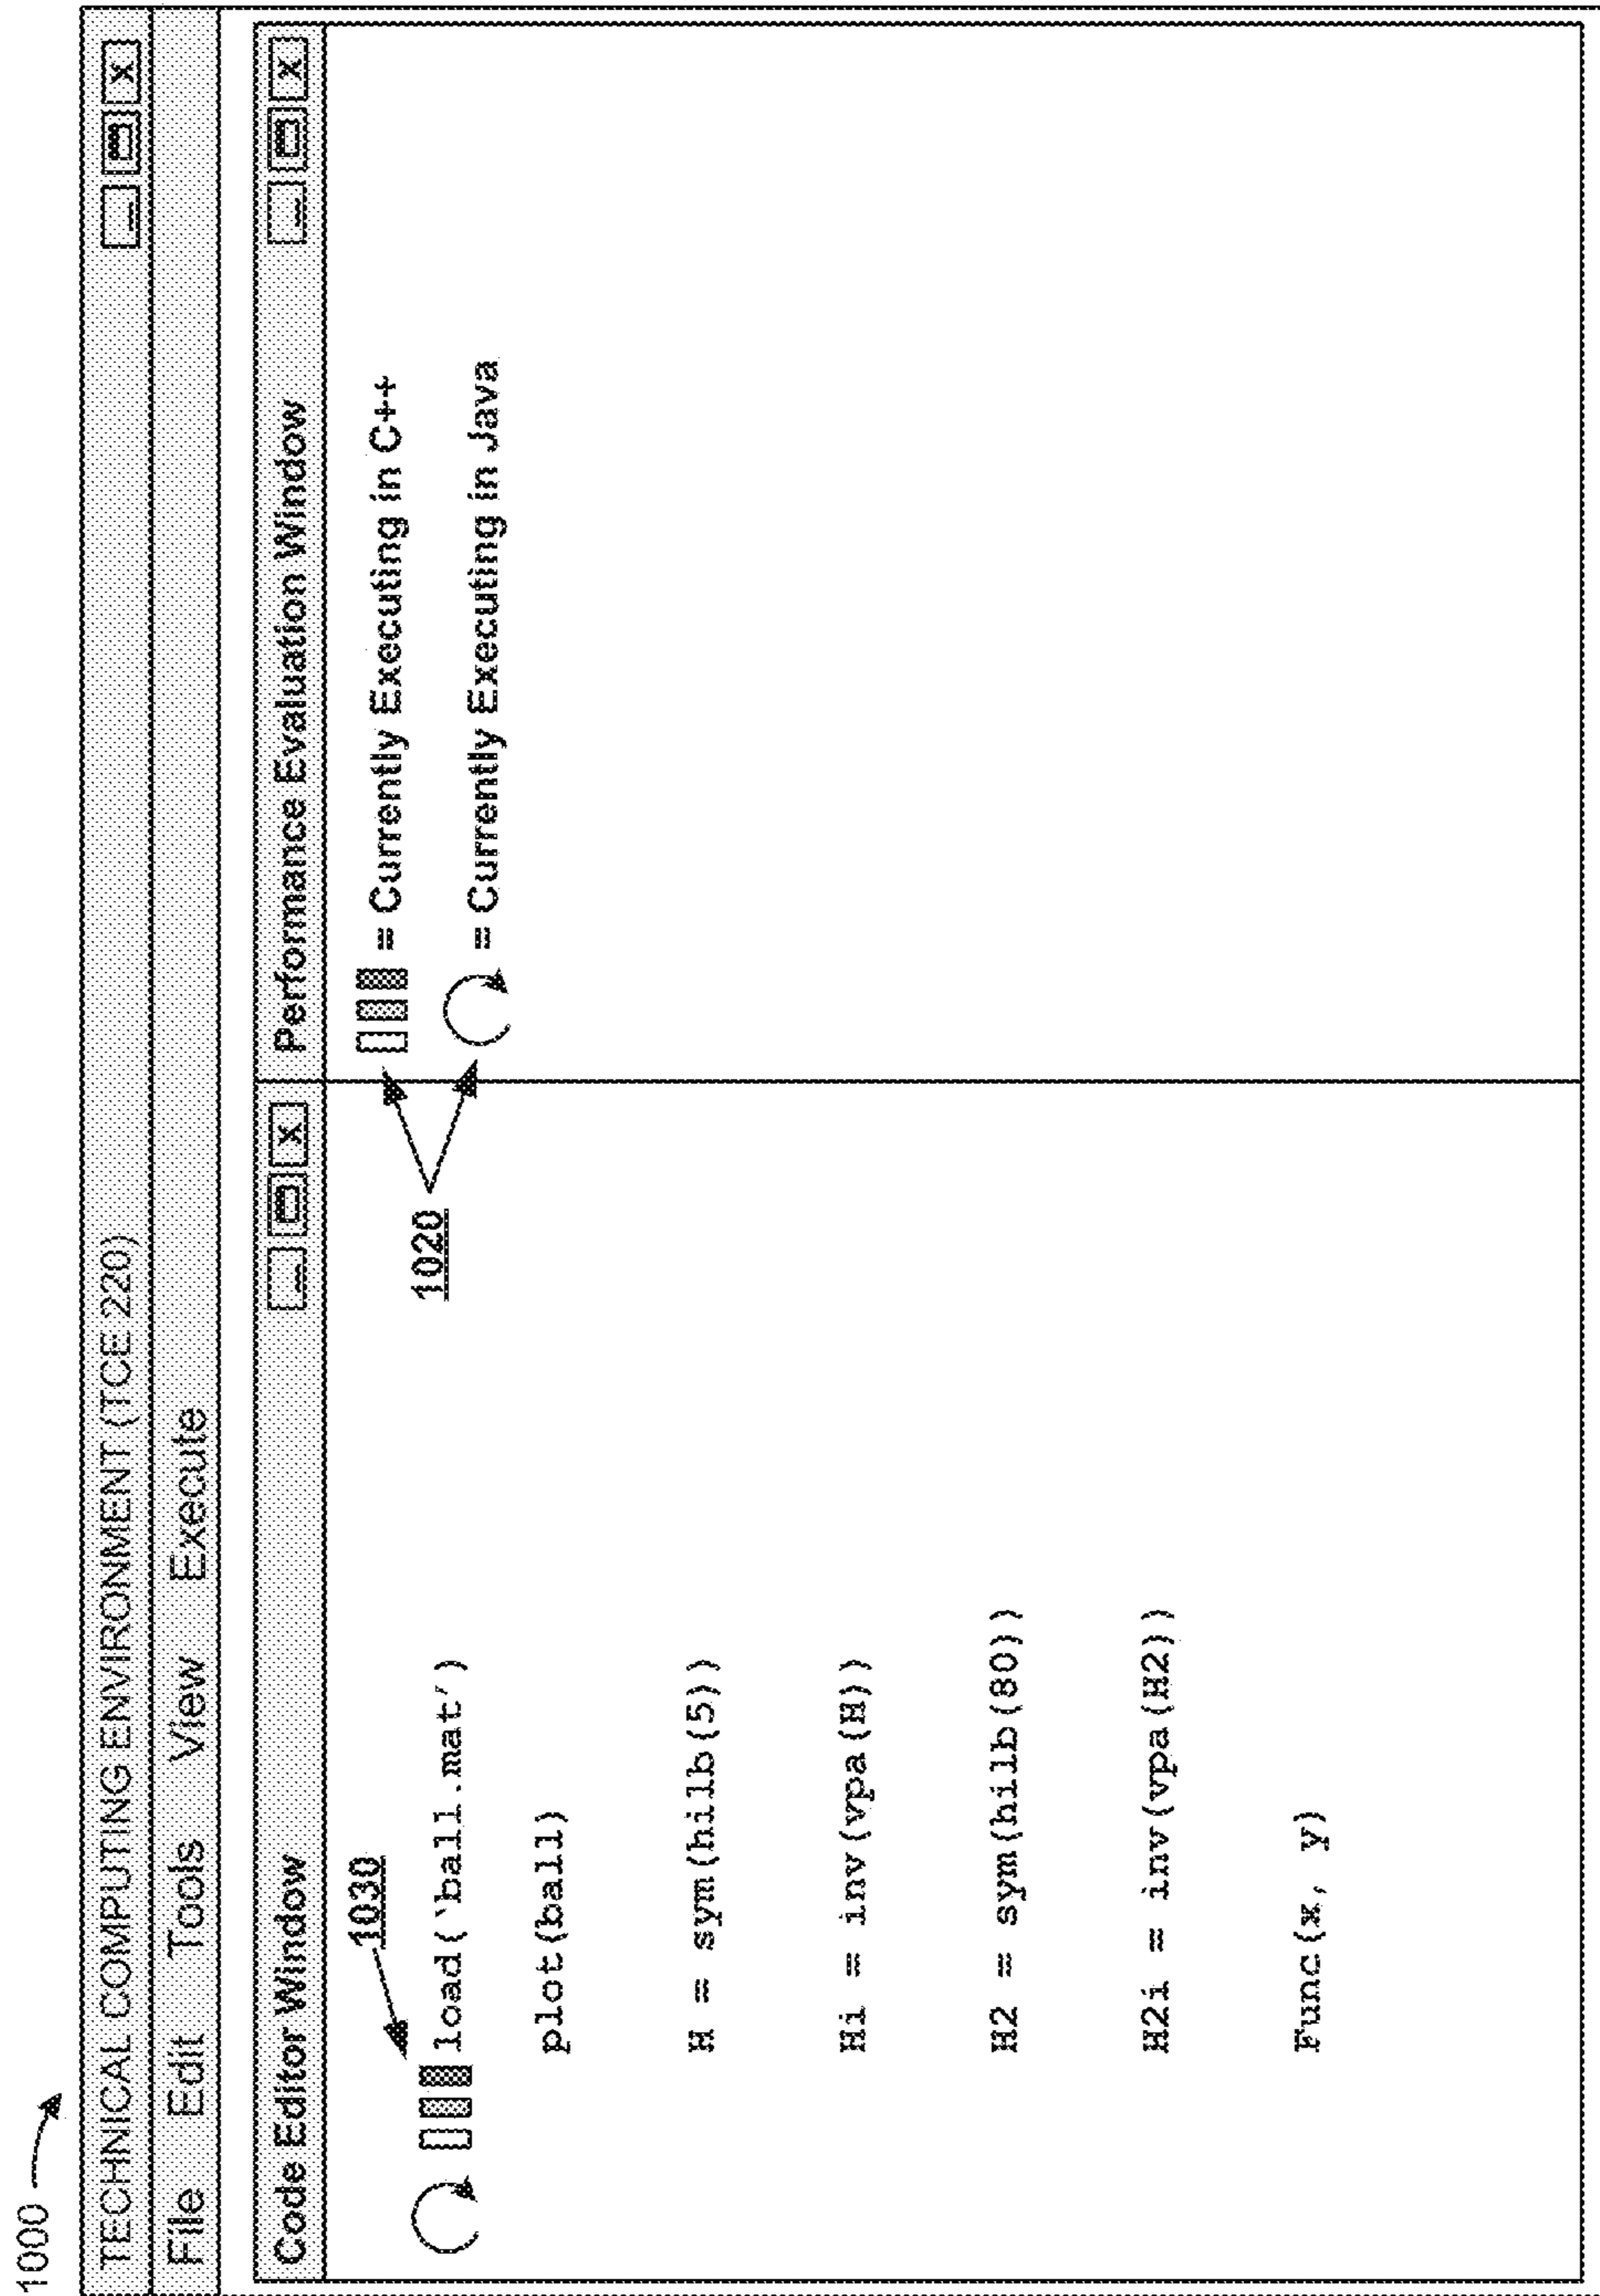 1000
TECHNICAL COMPUTING ENVIRONMENT (TCE 220)
File Edit Tools View Execute
Code Editor Window
1030
load(`ball.mat')
plot(ball)
H = sym(hilb(5))
Hi = inv(vpa(H))
H2 = sym(hilb(80))
H2i = inv(vpa(H2))
Func(x, y)
Performance Evaluation Window
1020
= Currently Executing in C++
= Currently Executing in Java